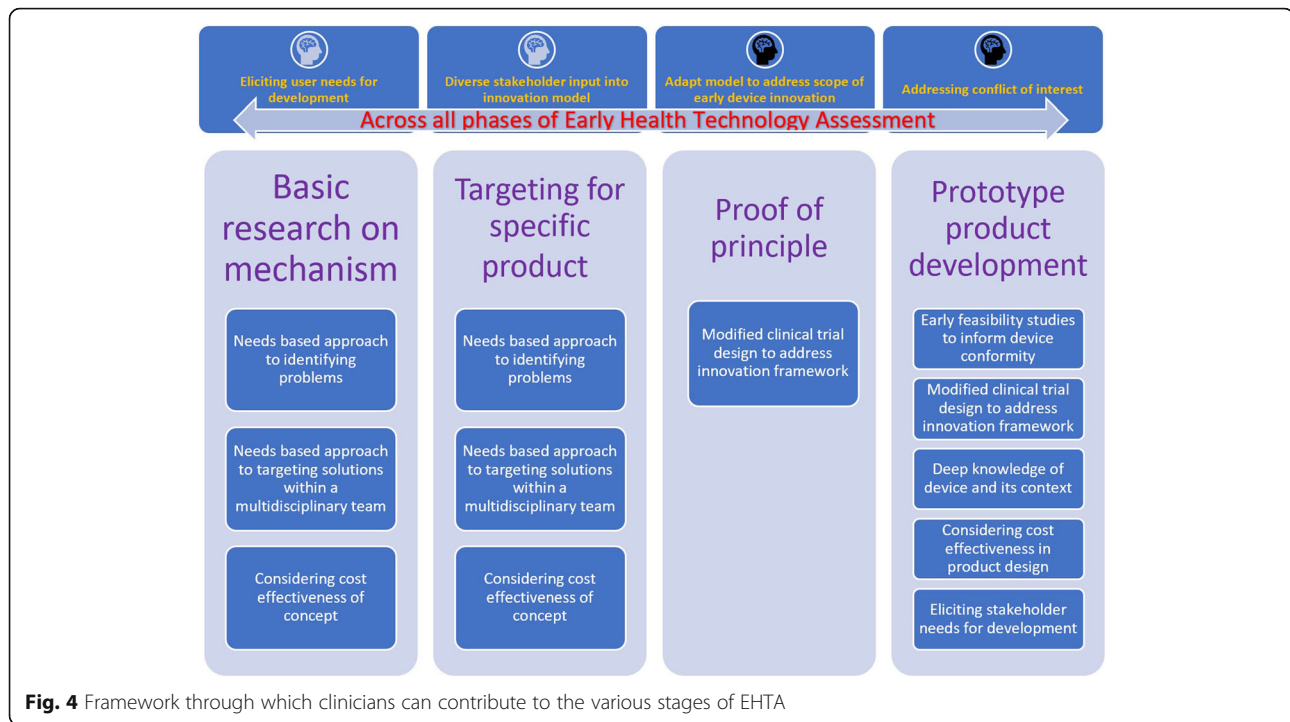 Eliciting user needs for
development
Diverse stakeholder input into
innovation model
Adapt model to address scope of
early device innovation
Addressing conflict of interest
Across all phases of Early Health Technology Assessment
Basic
research on
mechanism
Needs based approach
to identifying
problems
Needs based approach
to targeting solutions
within a
multidisciplinary team
Considering cost
effectiveness of
concept
Targeting for
specific
product
Needs based approach
to identifying
problems
Needs based approach
to targeting solutions
within a
multidisciplinary team
Considering cost
effectiveness of
concept
Proof of
principle
Modified clinical trial
design to address
innovation framework
Prototype
product
development
Early feasibility studies
to inform device
conformity
Modified clinical trial
design to address
innovation framework
Deep knowledge of
device and its context
Considering cost
effectiveness in
product design
Eliciting stakeholder
needs for development
Fig. 4 Framework through which clinicians can contribute to the various stages of EHTA